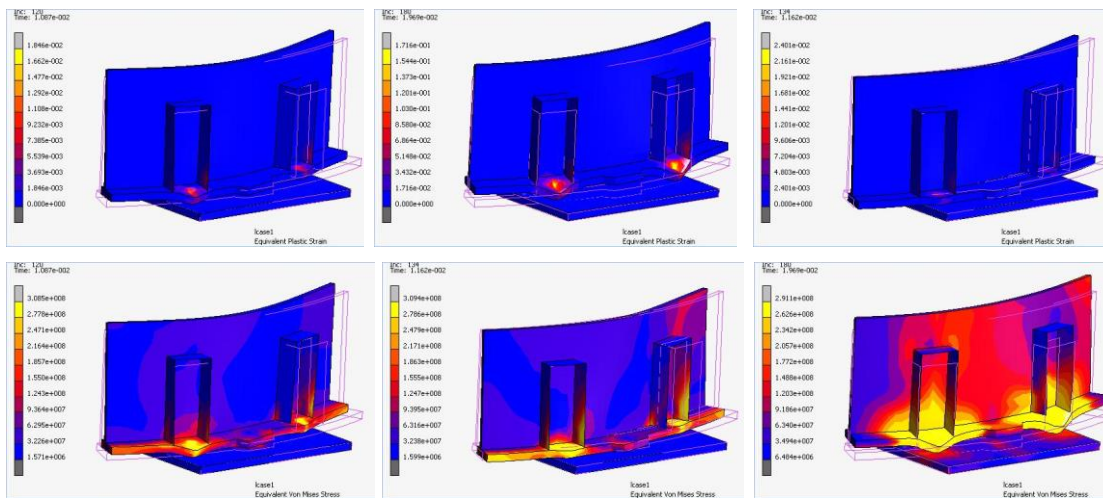 Inc: 120
Time: 1.087e-002
1.846e-002
1.662e-002
1.477e-002
1.292e-002
1.108e-002
9.232e-003
7.385e-003
5.539e-003
3.693e-003
1.846e-003
0.000e+000
lcase1
Equivalent Plastic Strain
Inc: 180
Time: 1.969e-002
1.716e-001
1.544e-001
1.373e-001
1.201e-001
1.030e-001
8.580e-002
6.864e-002
5.148e-002
3.432e-002
1.716e-002
0.000e+000
lcase1
Equivalent Plastic Strain
Inc: 134
Time: 1.162e-002
2.401e-002
2.161e-002
1.921e-002
1.681e-002
1.441e-002
1.201e-002
9.606e-003
7.204e-003
4.803e-003
2.401e-003
0.000e+000
lcase1
Equivalent Plastic Strain
Inc: 120
Time: 1.087e-002
3.085e+008
2.778e+008
2.471e+008
2.164e+008
1.857e+008
1.550e+008
1.243e+008
9.364e+007
6.295e+007
3.226e+007
1.571e+006
lcase1
Equivalent Von Mises Stress
Inc: 134
Time: 1.162e-002
3.094e+008
2.786e+008
2.479e+008
2.171e+008
1.863e+008
1.555e+008
1.247e+008
9.395e+007
6.317e+007
3.238e+007
1.599e+006
lcase1
Equivalent Von Mises Stress
Inc: 180
Time: 1.969e-002
2.911e+008
2.626e+008
2.342e+008
2.057e+008
1.772e+008
1.488e+008
1.203e+008
9.186e+007
6.340e+007
3.494e+007
6.484e+006
lcase1
Equivalent Von Mises Stress